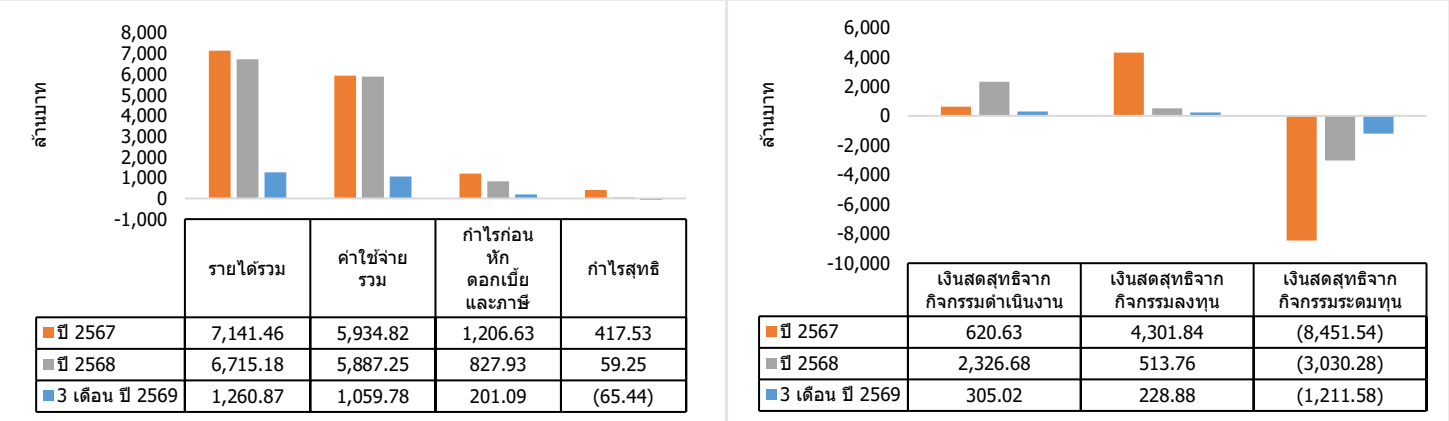 8,000
7,000
6,000
5,000
4,000
3,000
2,000
1,000
0
-1,000
ล้านบาท
รายได้รวม
ค่าใช้จ่าย
รวม
กำไรก่อน
หัก
ดอกเบี้ย
และภาษี
กำไรสุทธิ
ปี 2567 7,141.46 5,934.82 1,206.63 417.53
ปี 2568 6,715.18 5,887.25 827.93 59.25
3 เดือน ปี 2569 1,260.87 1,059.78 201.09 (65.44)
6,000
4,000
2,000
0
-2,000
-4,000
-6,000
-8,000
-10,000
ล้านบาท
เงินสดสุทธิจาก
กิจกรรมดำเนินงาน
เงินสดสุทธิจาก
กิจกรรมลงทุน
เงินสดสุทธิจาก
กิจกรรมระดมทุน
ปี 2567 620.63 4,301.84 (8,451.54)
ปี 2568 2,326.68 513.76 (3,030.28)
3 เดือน ปี 2569 305.02 228.88 (1,211.58)